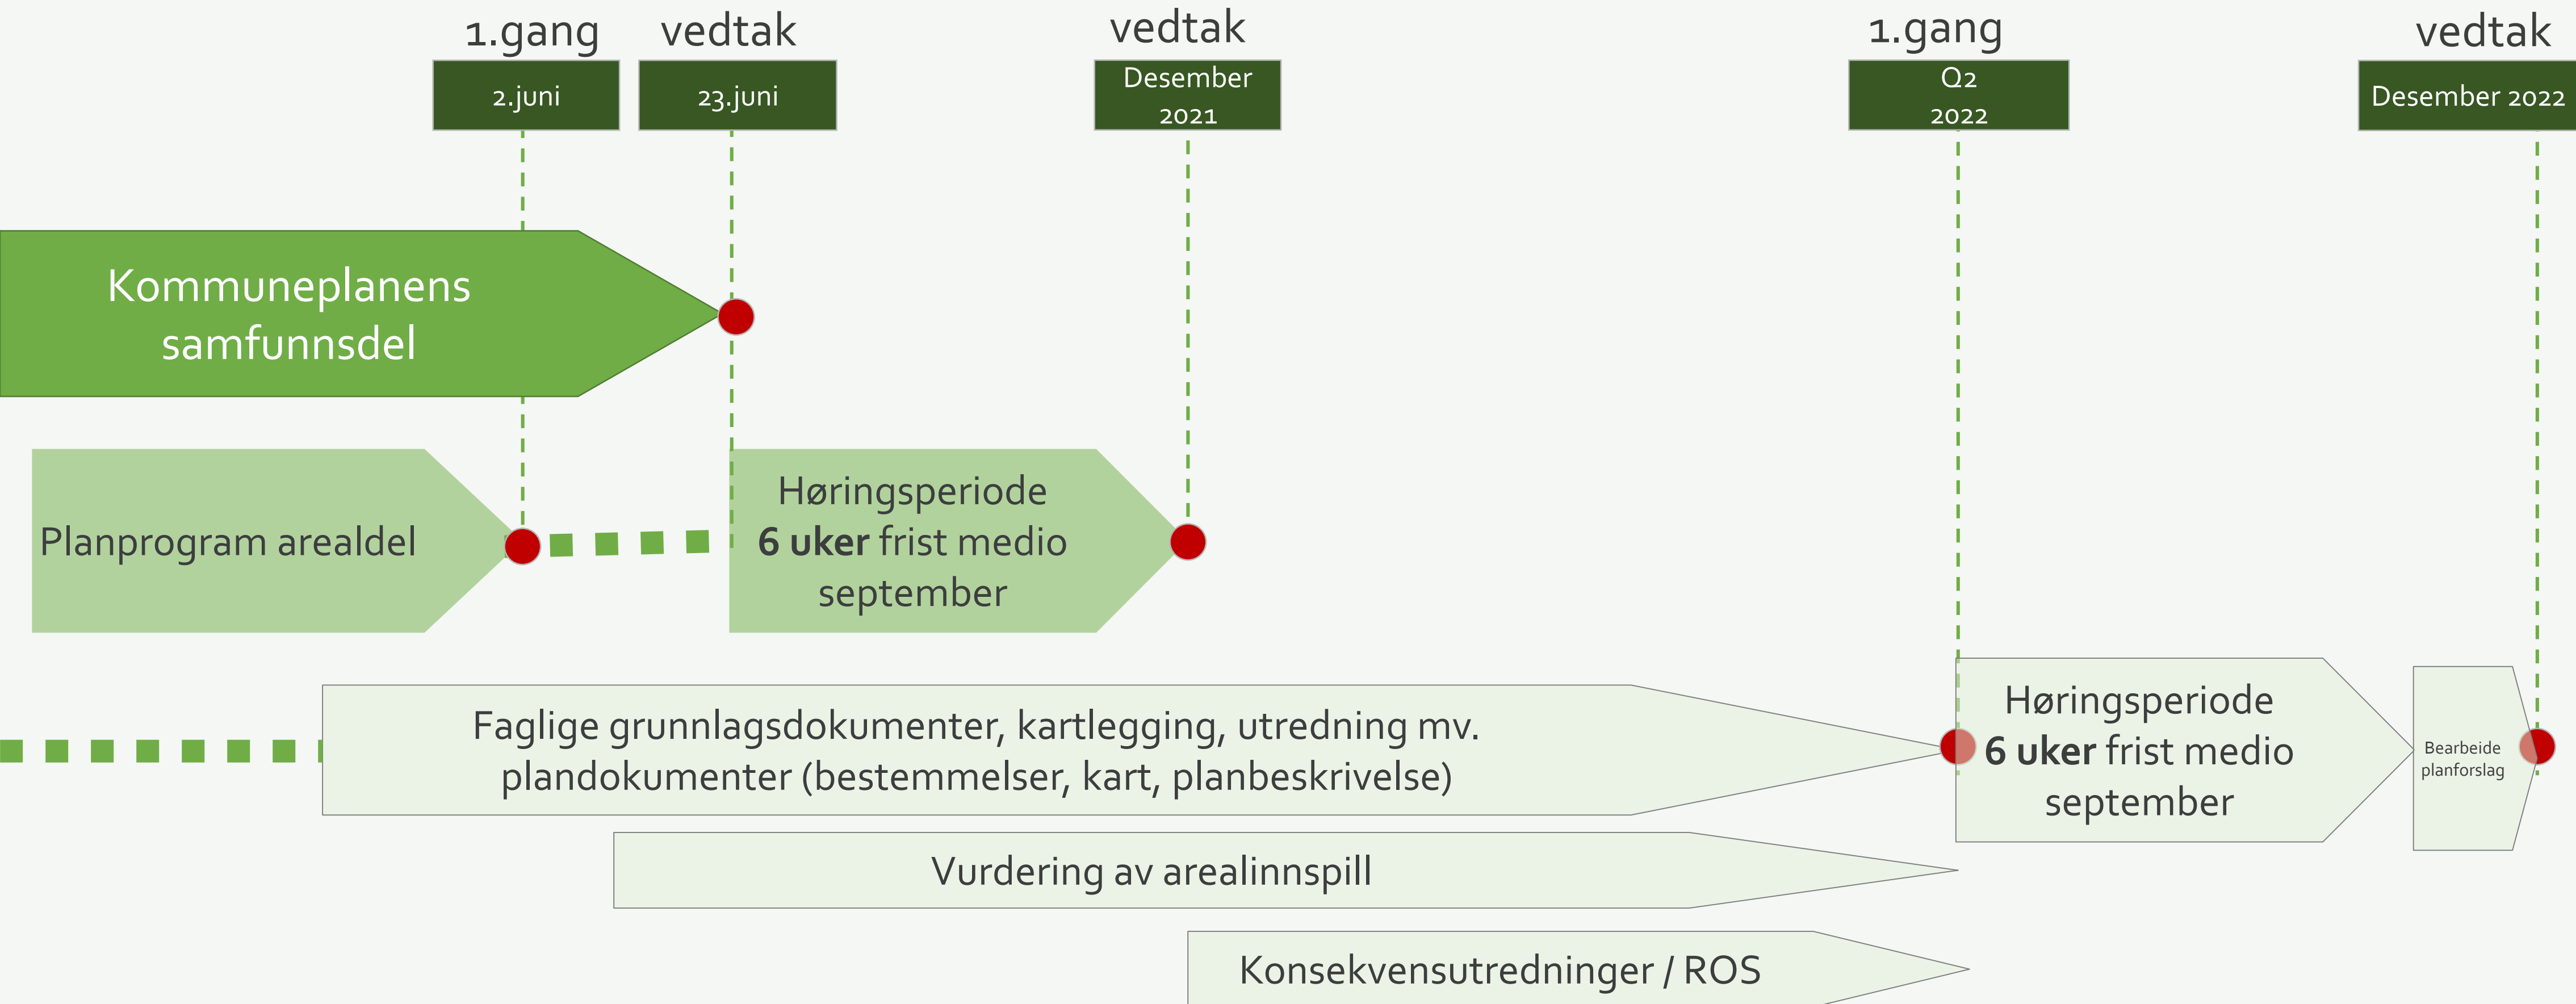 1.gang
vedtak
vedtak
1.gang
vedtak
2.juni
23.juni
Desember
2021
Q2
2022
Desember 2022
Kommuneplanens
samfunnsdel
Planprogram arealdel
Høringsperiode
6 uker frist medio
september
Faglige grunnlagsdokumenter, kartlegging, utredning mv.
plandokumenter (bestemmelser, kart, planbeskrivelse)
Høringsperiode
6 uker frist medio
september
Bearbeide
planforslag
Vurdering av arealinnspill
Konsekvensutredninger / ROS